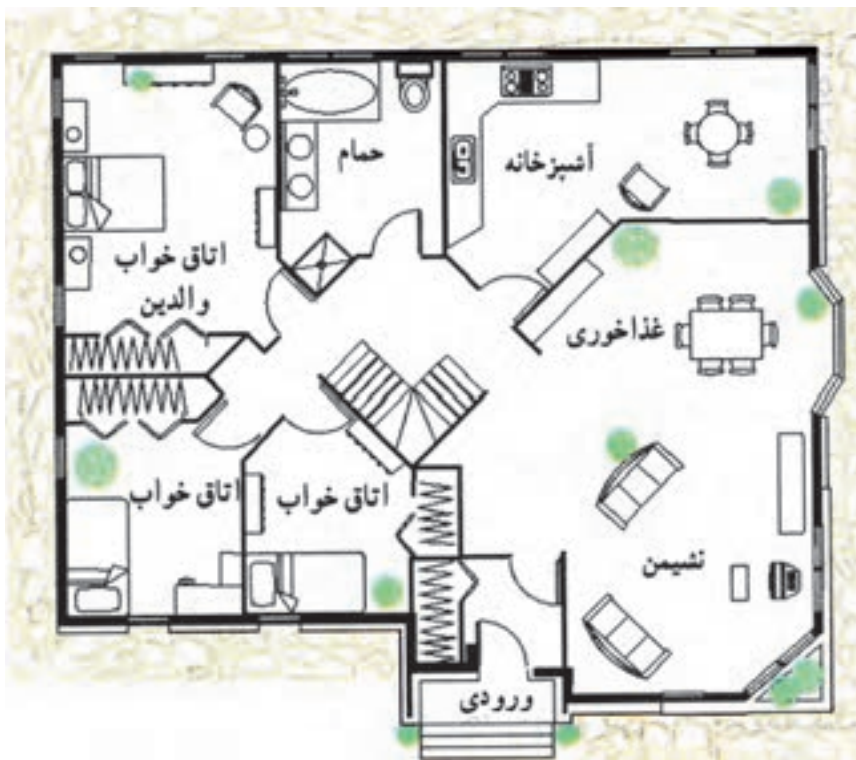 حمام
آشپزخانه
اتاق خواب
والدین
غذاخوری
اتاق خواب
اتاق خواب
نشیمن
ورودی